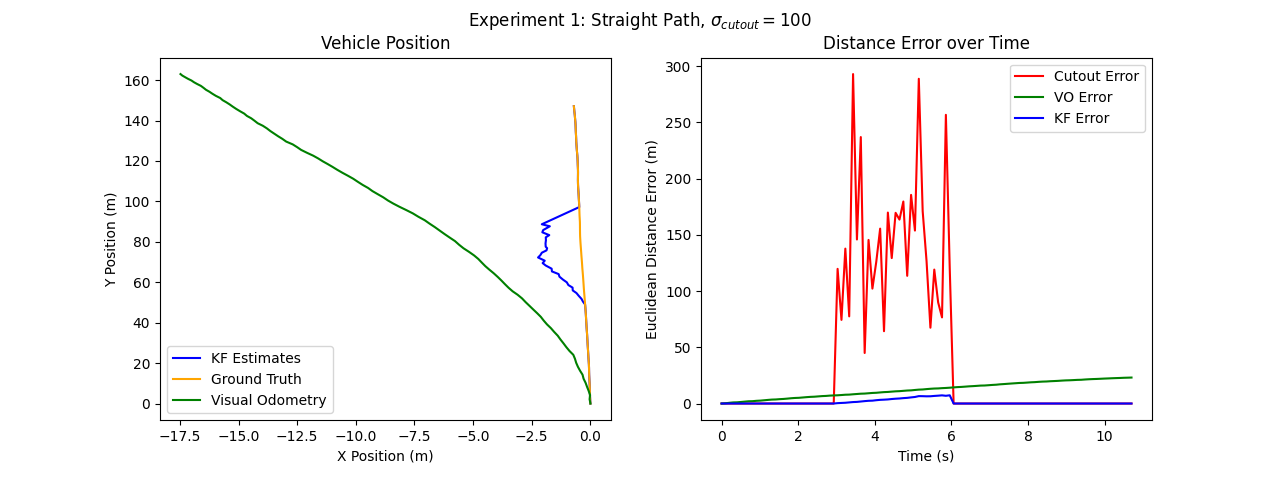 Experiment 1: Straight Path, σcutout = 100
Vehicle Position
Y Position (m)
160
140
120
100
80
60
40
20
0
KF Estimates
Ground Truth
Visual Odometry
−17.5 −15.0 −12.5 −10.0 −7.5 −5.0 −2.5 0.0
X Position (m)
Distance Error over Time
Euclidean Distance Error (m)
300
250
200
150
100
50
0
Cutout Error
VO Error
KF Error
0 2 4 6 8 10
Time (s)